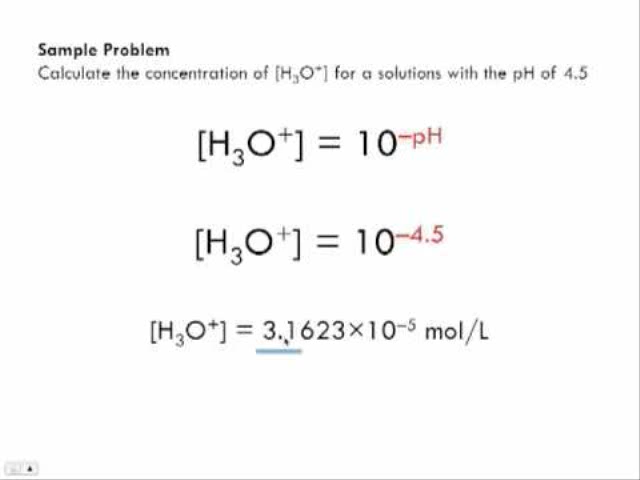 Sample Problem
Calculate the concentration of [H₃O⁺] for a solutions with the pH of 4.5
[H₃O⁺] = 10⁻ᵖᴴ
[H₃O⁺] = 10⁻⁴·⁵
[H₃O⁺] = 3.1623×10⁻⁵ mol/L